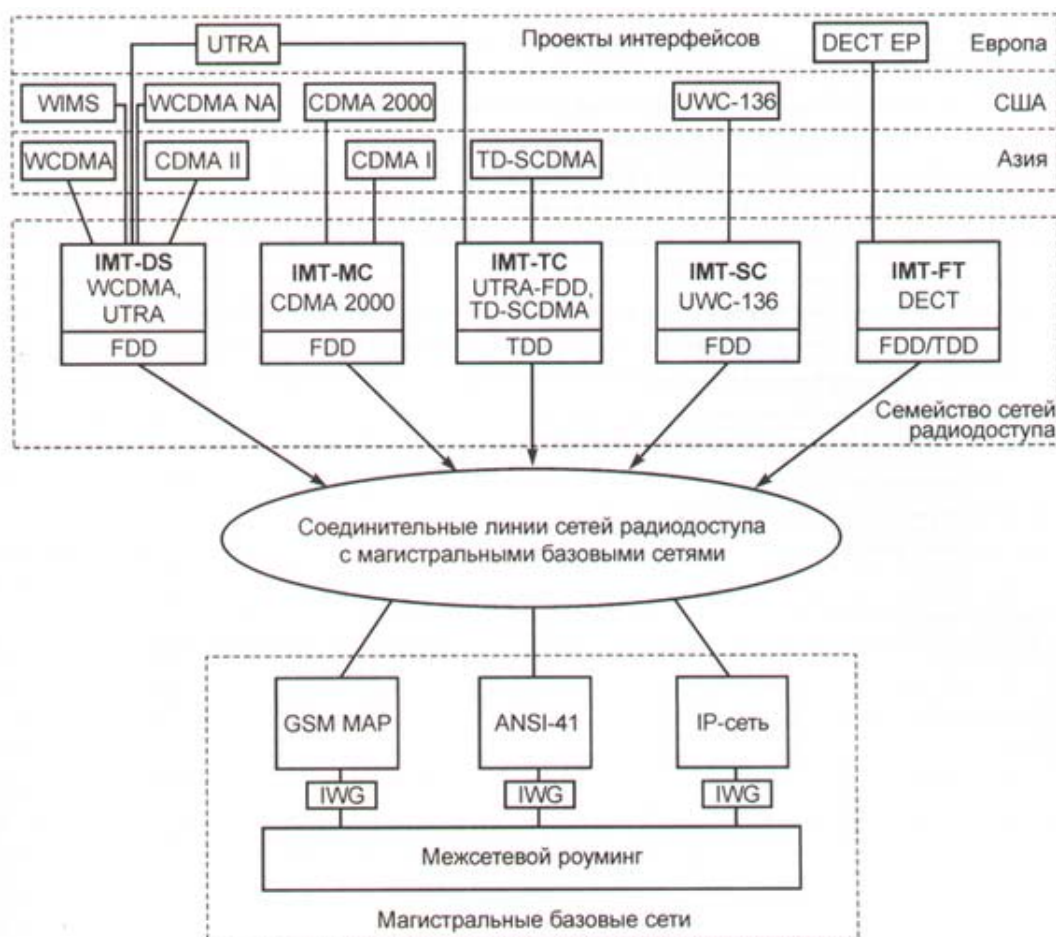 UTRA
Проекты интерфейсов
DECT EP
Европа
WIMS
WCDMA NA
CDMA 2000
UWC-136
США
WCDMA
CDMA II
CDMA I
TD-SCDMA
Азия
IMT-DS
WCDMA,
UTRA
FDD
IMT-MC
CDMA 2000
FDD
IMT-TC
UTRA-FDD,
TD-SCDMA
TDD
IMT-SC
UWC-136
FDD
IMT-FT
DECT
FDD/TDD
Семейство сетей
радиодоступа
Соединительные линии сетей радиодоступа
с магистральными базовыми сетями
GSM MAP
ANSI-41
IP-сеть
IWG
IWG
IWG
Межсетевой роуминг
Магистральные базовые сети